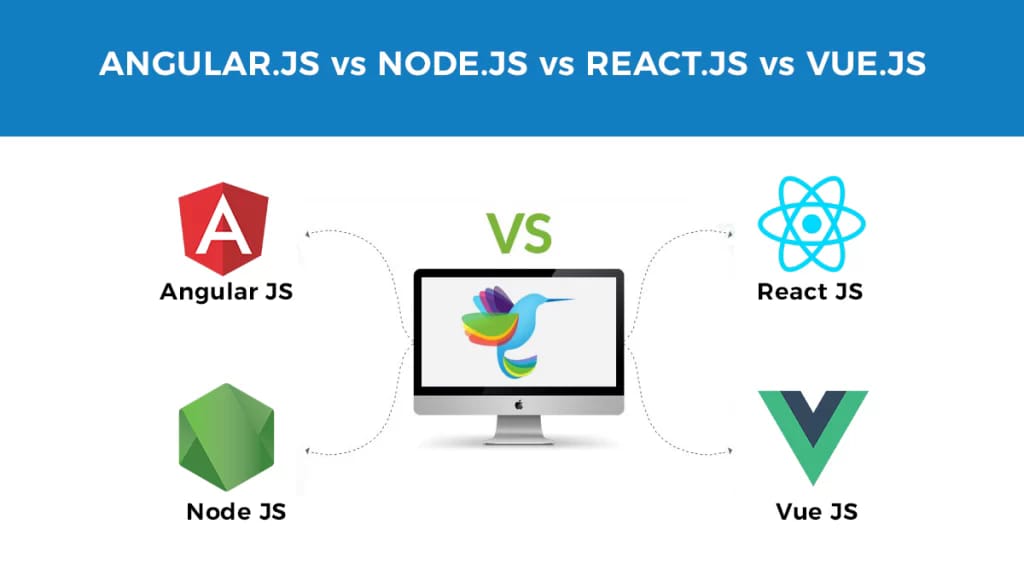 ANGULAR.JS vs NODE.JS vs REACT.JS vs VUE.JS
VS
Angular JS
React JS
Node JS
Vue JS